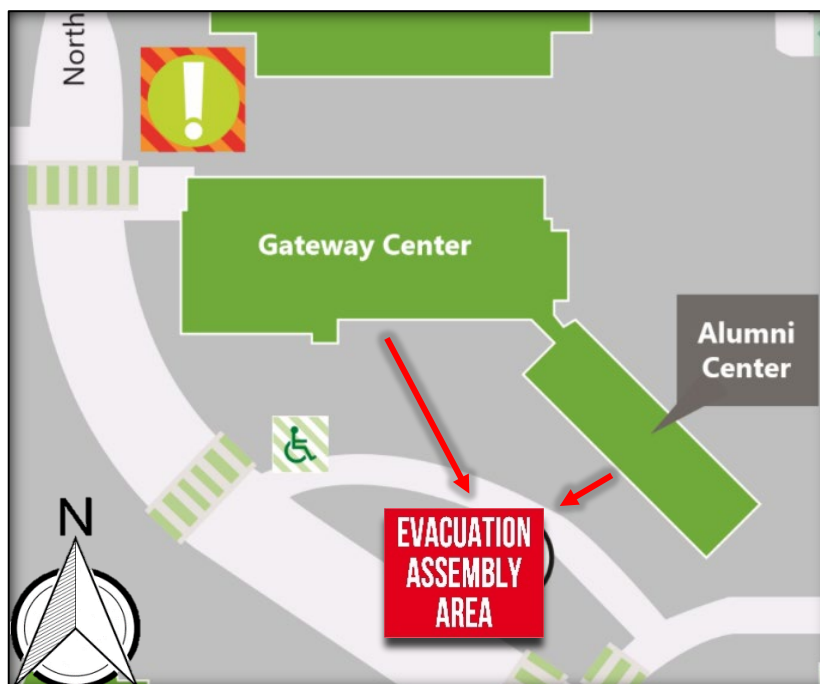 North
Gateway Center
Alumni
Center
EVACUATION
ASSEMBLY
AREA
N